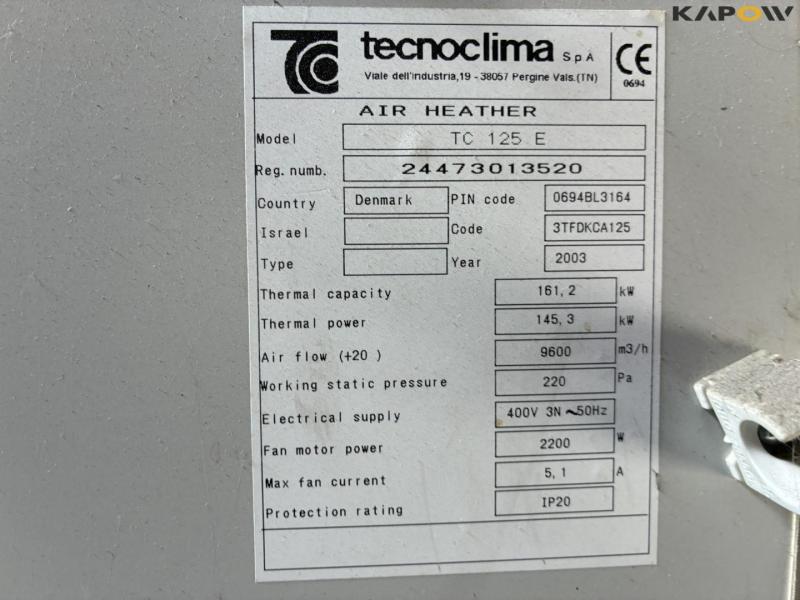 KAPOW
TC tecnoclima SpA CE
Viale dell'industria,19 - 38057 Pergine Vals.(TN) 0694
AIR HEATHER
Model TC 125 E
Reg. numb. 24473013520
Country Denmark PIN code 0694BL3164
Israel Code 3TFDKCA125
Type Year 2003
Thermal capacity 161,2 kW
Thermal power 145,3 kW
Air flow (+20 ) 9600 m3/h
Working static pressure 220 Pa
Electrical supply 400V 3N ~50Hz
Fan motor power 2200 W
Max fan current 5,1 A
Protection rating IP20